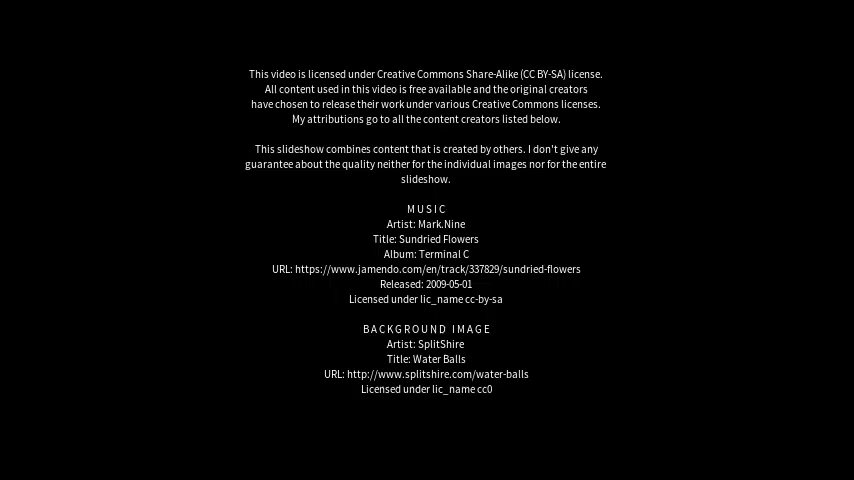 This video is licensed under Creative Commons Share-Alike (CC BY-SA) license.
All content used in this video is free available and the original creators
have chosen to release their work under various Creative Commons licenses.
My attributions go to all the content creators listed below.
This slideshow combines content that is created by others. I don't give any
guarantee about the quality neither for the individual images nor for the entire
slideshow.
MUSIC
Artist: Mark.Nine
Title: Sundried Flowers
Album: Terminal C
URL: https://www.jamendo.com/en/track/337829/sundried-flowers
Released: 2009-05-01
Licensed under lic_name cc-by-sa
BACKGROUND IMAGE
Artist: SplitShire
Title: Water Balls
URL: http://www.splitshire.com/water-balls
Licensed under lic_name cc0